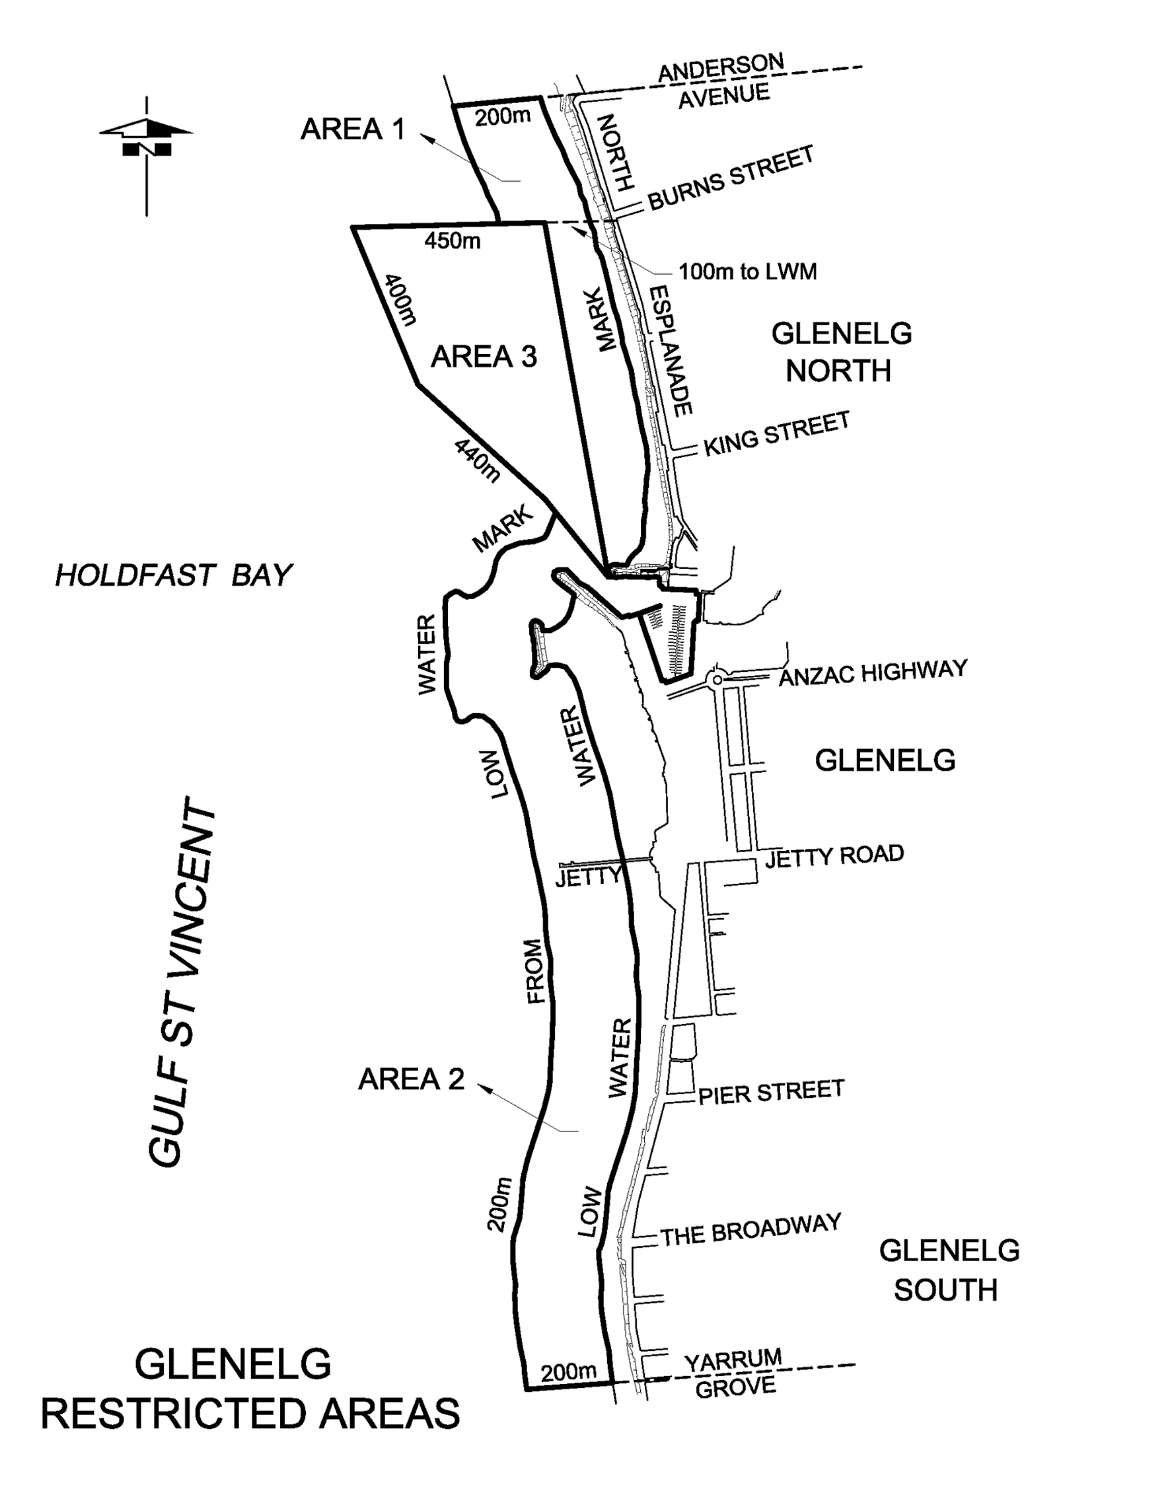 ANDERSON
AVENUE
200m
AREA 1
N
NORTH
BURNS STREET
450m
100m to LWM
400m
MARK
ESPLANADE
GLENELG
NORTH
AREA 3
KING STREET
440m
MARK
HOLDFAST BAY
WATER
ANZAC HIGHWAY
WATER
LOW
GLENELG
JETTY ROAD
JETTY
GULF ST VINCENT
FROM
WATER
AREA 2
PIER STREET
200m
LOW
THE BROADWAY
GLENELG
SOUTH
200m
YARRUM
GROVE
GLENELG
RESTRICTED AREAS